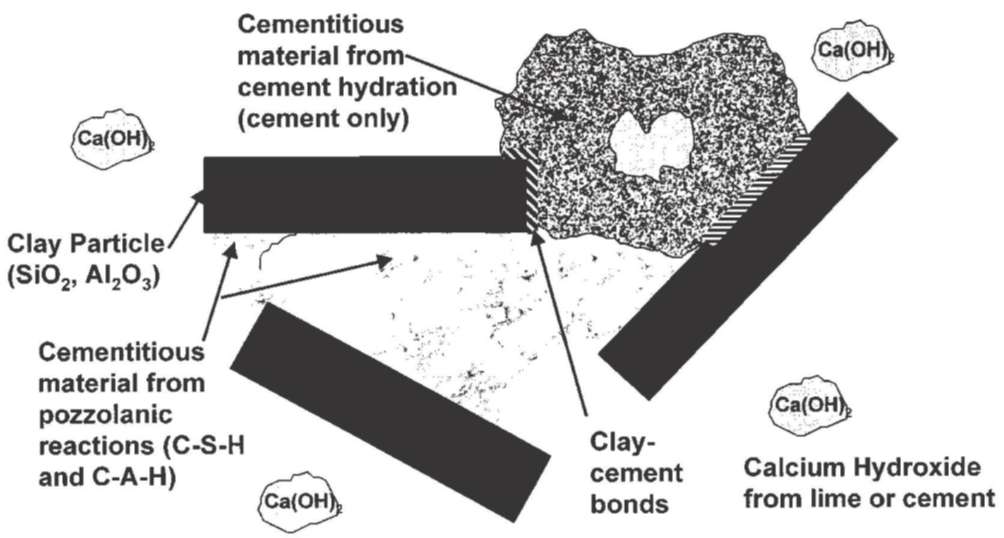 Cementitious
material from
cement hydration
(cement only)
Ca(OH)₂
Ca(OH)₂
Clay Particle
(SiO₂, Al₂O₃)
Cementitious
material from
pozzolanic
reactions (C-S-H
and C-A-H)
Ca(OH)₂
Clay-
cement
bonds
Ca(OH)₂
Calcium Hydroxide
from lime or cement